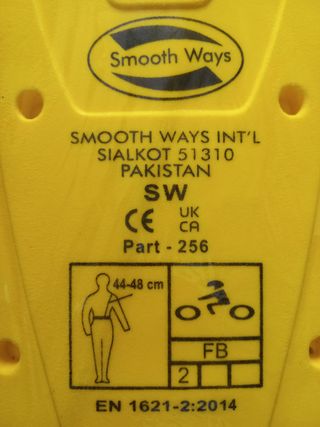 Smooth Ways
SMOOTH WAYS INT'L
SIALKOT 51310
PAKISTAN
SW
CE UK
CA
Part - 256
44-48 cm
FB
2
EN 1621-2:2014